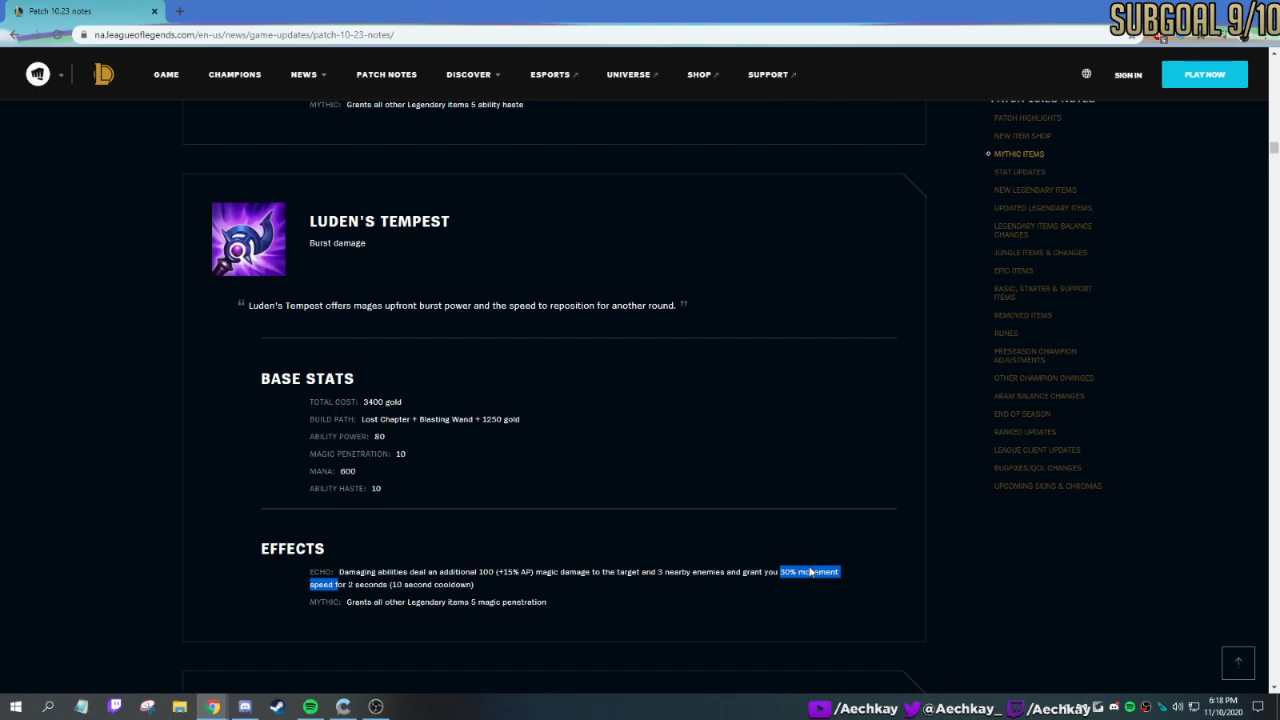 Patch 10.23 notes
SUBGOAL 9/10
na.leagueoflegends.com/en-us/news/game-updates/patch-10-23-notes/
GAME CHAMPIONS NEWS PATCH NOTES DISCOVER ESPORTS UNIVERSE SHOP SUPPORT SIGN IN PLAY NOW
MYTHIC: Grants all other Legendary items 5 ability haste
LUDEN'S TEMPEST
Burst damage
“ Luden's Tempest offers mages upfront burst power and the speed to reposition for another round. ”
BASE STATS
TOTAL COST: 3400 gold
BUILD PATH: Lost Chapter + Blasting Wand + 1250 gold
ABILITY POWER: 80
MAGIC PENETRATION: 10
MANA: 600
ABILITY HASTE: 10
EFFECTS
ECHO: Damaging abilities deal an additional 100 (+15% AP) magic damage to the target and 3 nearby enemies and grant you 30% movement
speed for 2 seconds (10 second cooldown)
MYTHIC: Grants all other Legendary items 5 magic penetration
PATCH 10.23 NOTES
PATCH HIGHLIGHTS
NEW ITEM SHOP
MYTHIC ITEMS
STAT UPDATES
NEW LEGENDARY ITEMS
UPDATED LEGENDARY ITEMS
LEGENDARY ITEMS BALANCE
CHANGES
JUNGLE ITEMS & CHANGES
EPIC ITEMS
BASIC, STARTER & SUPPORT
ITEMS
REMOVED ITEMS
RUNES
PRESEASON CHAMPION
ADJUSTMENTS
OTHER CHAMPION CHANGES
ARAM BALANCE CHANGES
END OF SEASON
RANKED UPDATES
LEAGUE CLIENT UPDATES
BUGFIXES/QOL CHANGES
UPCOMING SKINS & CHROMAS
/Aechkay @Aechkay_ /Aechkay
6:18 PM
11/10/2020